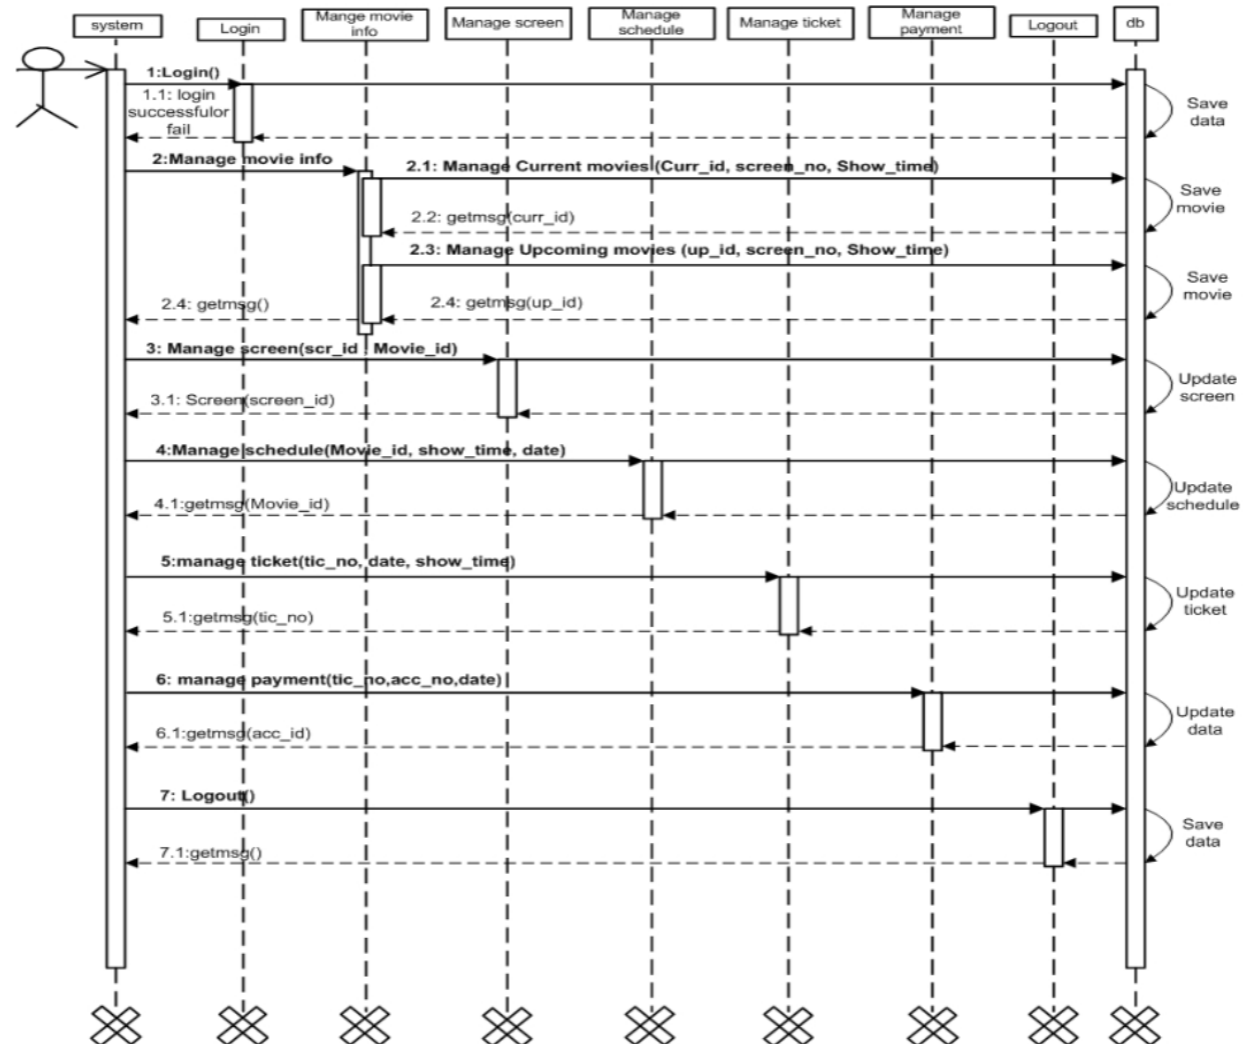 system
Login
Mange movie
info
Manage screen
Manage
schedule
Manage ticket
Manage
payment
Logout
db
1:Login()
1.1: login
successfulor
fail
Save
data
2:Manage movie info
2.1: Manage Current movies (Curr_id, screen_no, Show_time)
Save
movie
2.2: getmsg(curr_id)
2.3: Manage Upcoming movies (up_id, screen_no, Show_time)
Save
movie
2.4: getmsg()
2.4: getmsg(up_id)
3: Manage screen(scr_id , Movie_id)
Update
screen
3.1: Screen(screen_id)
4:Manage schedule(Movie_id, show_time, date)
Update
schedule
4.1:getmsg(Movie_id)
5:manage ticket(tic_no, date, show_time)
Update
ticket
5.1:getmsg(tic_no)
6: manage payment(tic_no,acc_no,date)
Update
data
6.1:getmsg(acc_id)
7: Logout()
Save
data
7.1:getmsg()